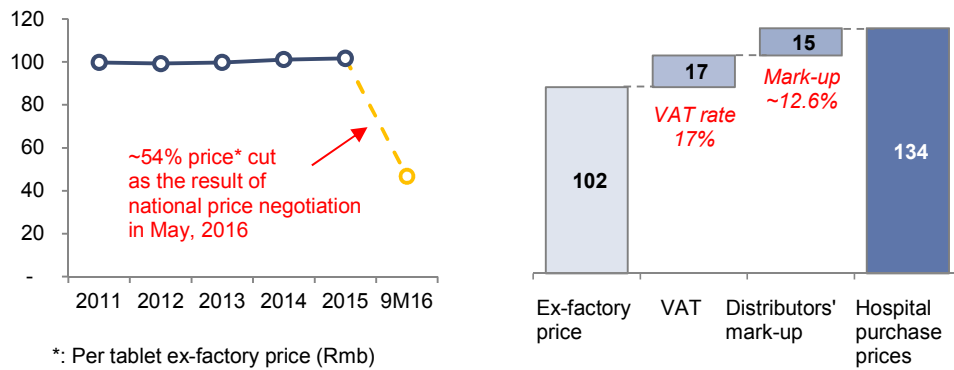 120
100
80
60
40
20
-
2011 2012 2013 2014 2015 9M16
~54% price* cut
as the result of
national price negotiation
in May, 2016
*: Per tablet ex-factory price (Rmb)
102
17
15
134
VAT rate
17%
Mark-up
~12.6%
Ex-factory
price
VAT
Distributors'
mark-up
Hospital
purchase
prices